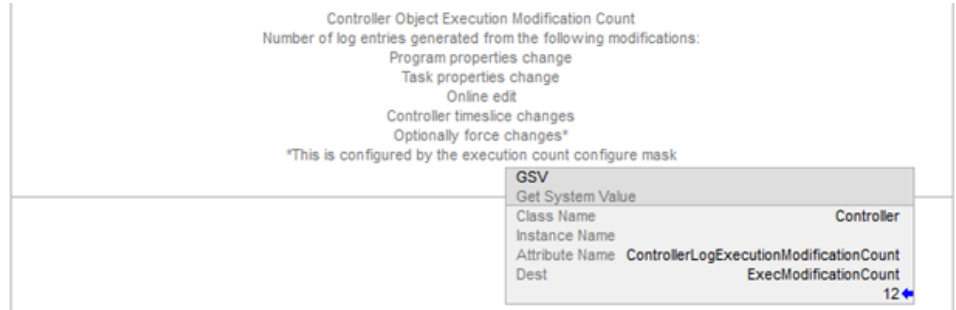 Controller Object Execution Modification Count
Number of log entries generated from the following modifications:
Program properties change
Task properties change
Online edit
Controller timeslice changes
Optionally force changes*
*This is configured by the execution count configure mask
GSV
Get System Value
Class Name Controller
Instance Name
Attribute Name ControllerLogExecutionModificationCount
Dest ExecModificationCount
12